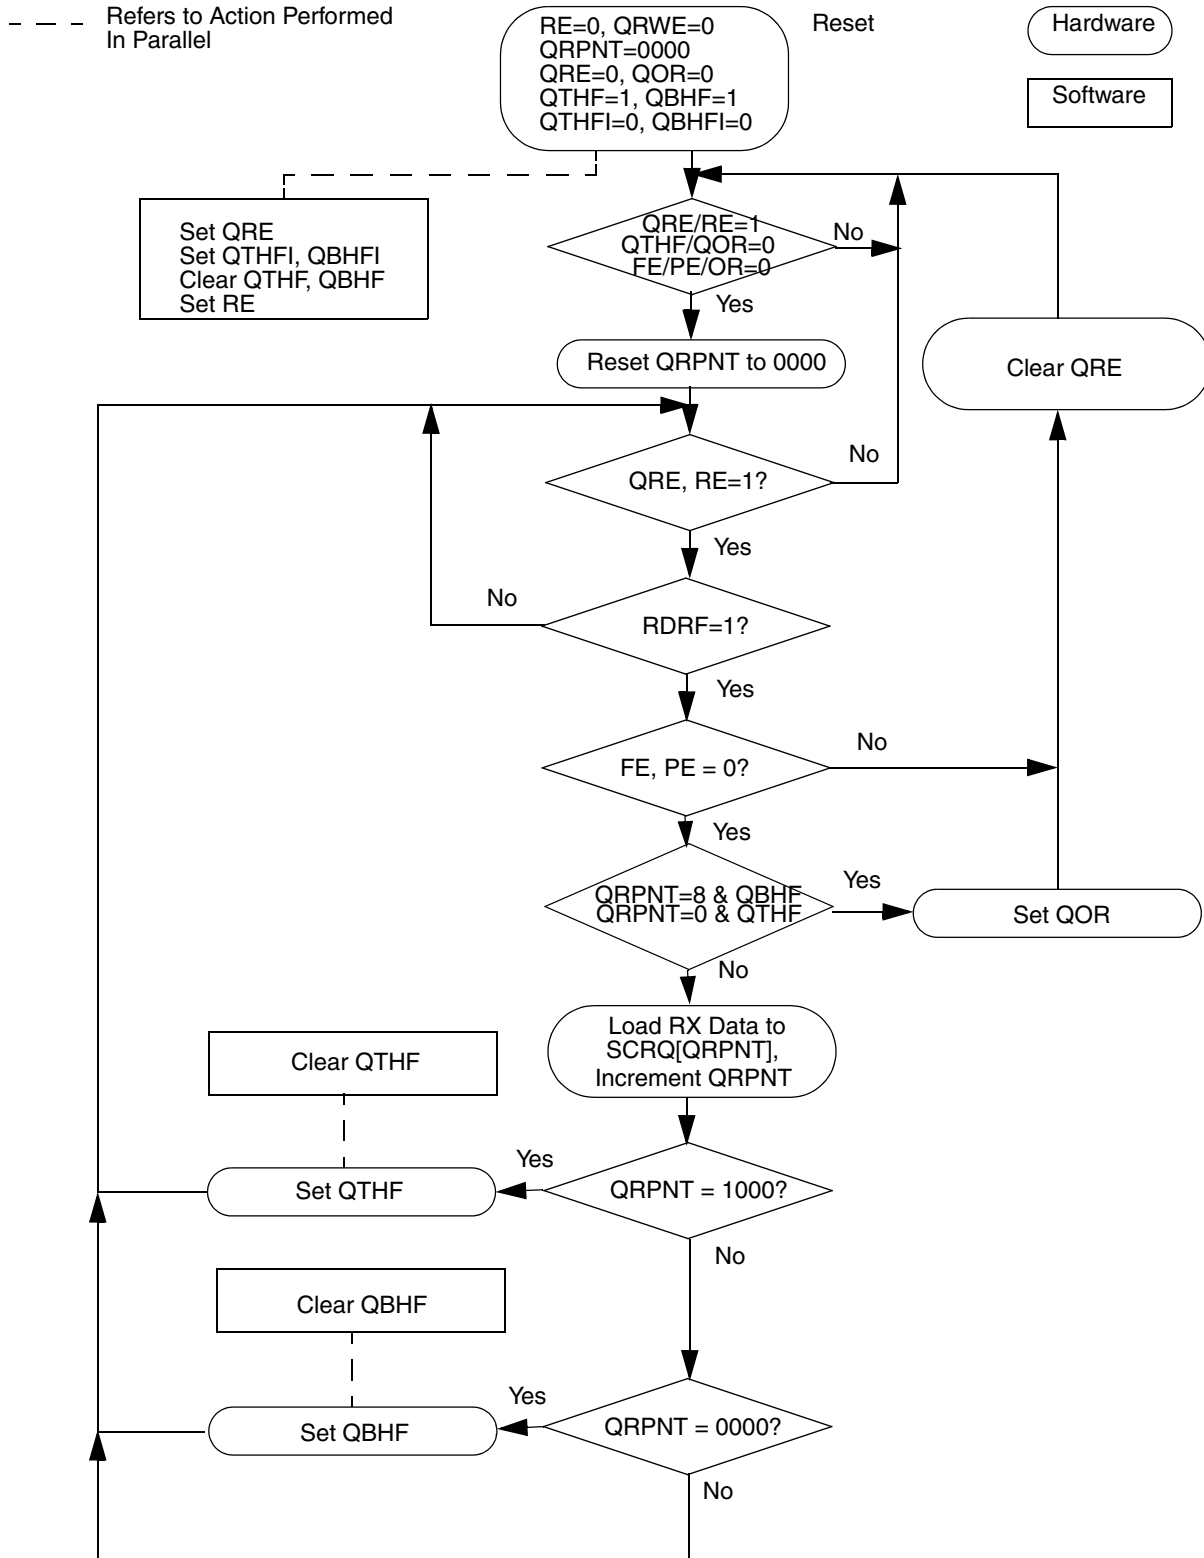 Refers to Action Performed
In Parallel
RE=0, QRWE=0
QRPNT=0000
QRE=0, QOR=0
QTHF=1, QBHF=1
QTHFI=0, QBHFI=0
Reset
Hardware
Software
Set QRE
Set QTHFI, QBHFI
Clear QTHF, QBHF
Set RE
QRE/RE=1
QTHF/QOR=0
FE/PE/OR=0
No
Yes
Reset QRPNT to 0000
Clear QRE
QRE, RE=1?
No
Yes
RDRF=1?
No
Yes
FE, PE = 0?
No
Yes
QRPNT=8 & QBHF
QRPNT=0 & QTHF
Yes
Set QOR
No
Load RX Data to
SCRQ[QRPNT],
Increment QRPNT
Clear QTHF
Set QTHF
Yes
QRPNT = 1000?
No
Clear QBHF
Set QBHF
Yes
QRPNT = 0000?
No